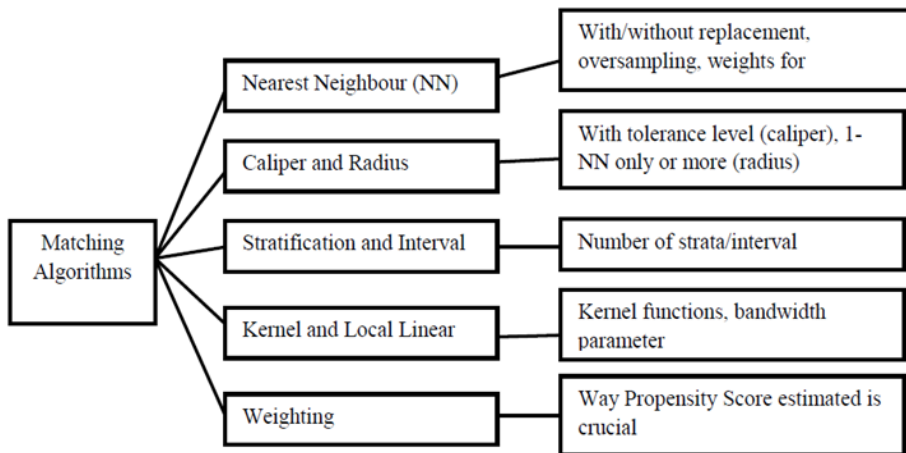 Matching
Algorithms
Nearest Neighbour (NN)
With/without replacement,
oversampling, weights for
Caliper and Radius
With tolerance level (caliper), 1-
NN only or more (radius)
Stratification and Interval
Number of strata/interval
Kernel and Local Linear
Kernel functions, bandwidth
parameter
Weighting
Way Propensity Score estimated is
crucial